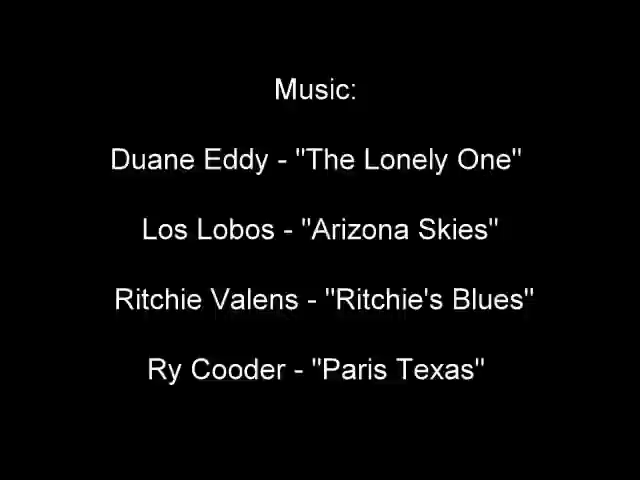 Music:
Duane Eddy - "The Lonely One"
Los Lobos - "Arizona Skies"
Ritchie Valens - "Ritchie's Blues"
Ry Cooder - "Paris Texas"